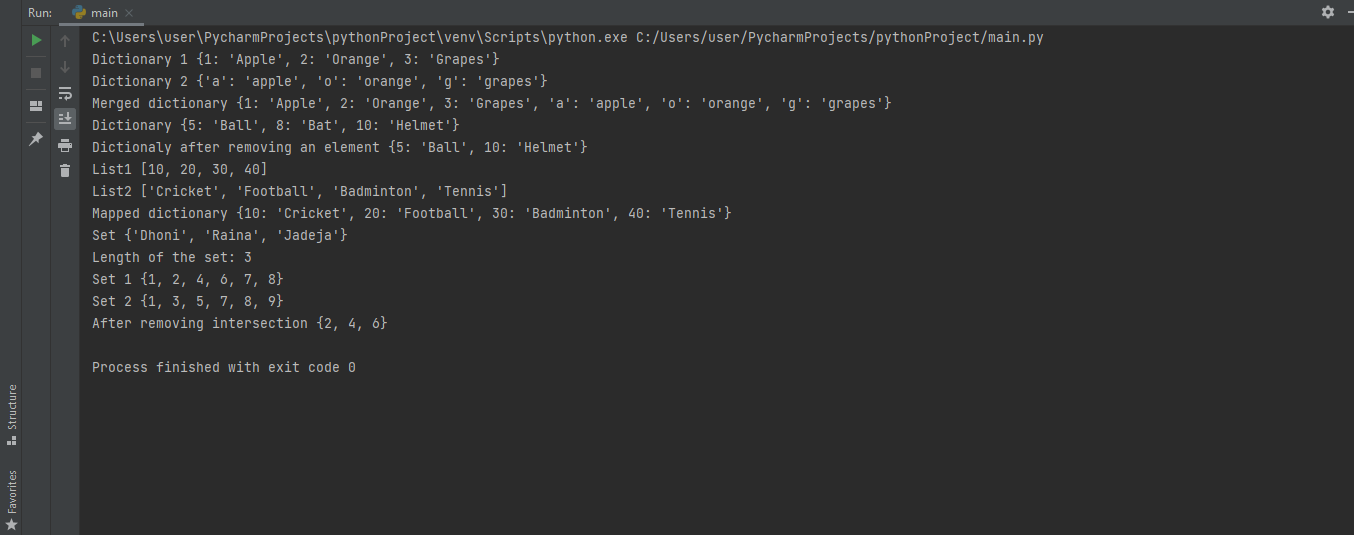 Run: main
C:\Users\user\PycharmProjects\pythonProject\venv\Scripts\python.exe C:/Users/user/PycharmProjects/pythonProject/main.py
Dictionary 1 {1: 'Apple', 2: 'Orange', 3: 'Grapes'}
Dictionary 2 {'a': 'apple', 'o': 'orange', 'g': 'grapes'}
Merged dictionary {1: 'Apple', 2: 'Orange', 3: 'Grapes', 'a': 'apple', 'o': 'orange', 'g': 'grapes'}
Dictionary {5: 'Ball', 8: 'Bat', 10: 'Helmet'}
Dictionaly after removing an element {5: 'Ball', 10: 'Helmet'}
List1 [10, 20, 30, 40]
List2 ['Cricket', 'Football', 'Badminton', 'Tennis']
Mapped dictionary {10: 'Cricket', 20: 'Football', 30: 'Badminton', 40: 'Tennis'}
Set {'Dhoni', 'Raina', 'Jadeja'}
Length of the set: 3
Set 1 {1, 2, 4, 6, 7, 8}
Set 2 {1, 3, 5, 7, 8, 9}
After removing intersection {2, 4, 6}
Process finished with exit code 0
Structure
Favorites